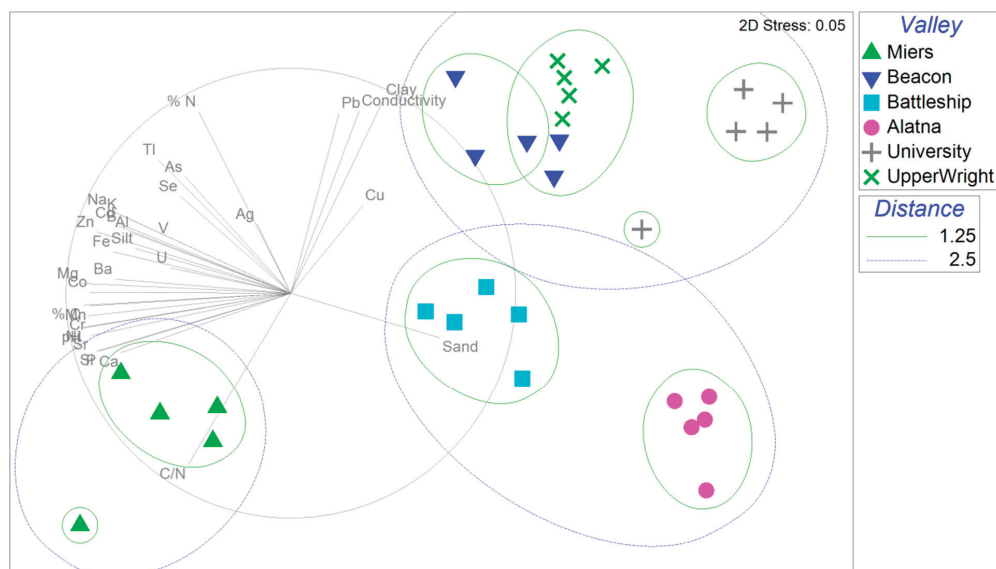 2D Stress: 0.05
Valley
Miers
Beacon
Battleship
Alatna
University
UpperWright
Distance
1.25
2.5
% N
Pb
Clay
Conductivity
Tl
As
Se
Cu
Ag
Na
K
B
Al
Zn
V
Fe
Silt
U
Mg
Ba
Co
Mn
Cr
Sr
Ca
Sand
C/N